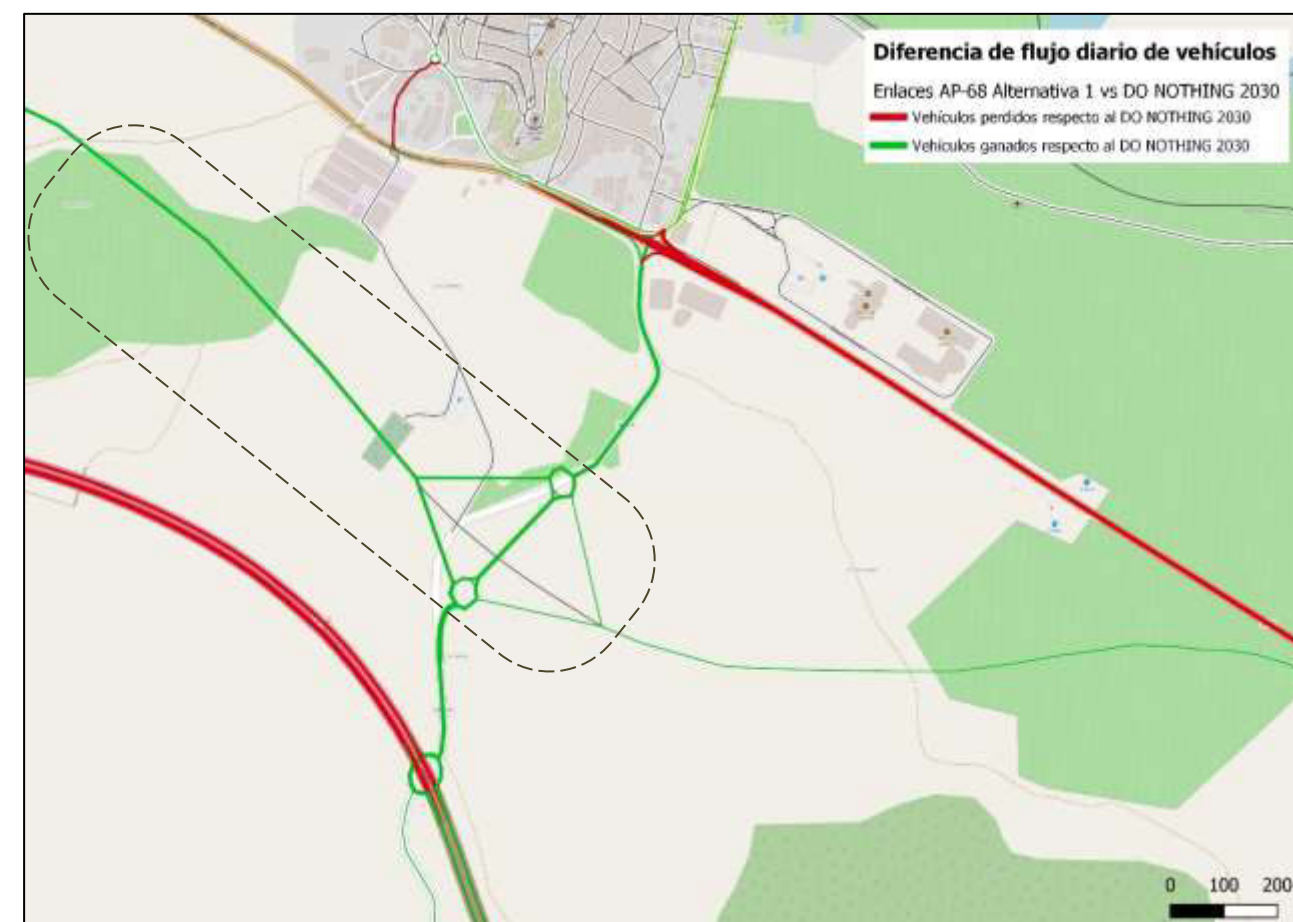 Diferencia de flujo diario de vehículos
Enlaces AP-68 Alternativa 1 vs DO NOTHING 2030
Vehículos perdidos respecto al DO NOTHING 2030
Vehículos ganados respecto al DO NOTHING 2030
0 100 200